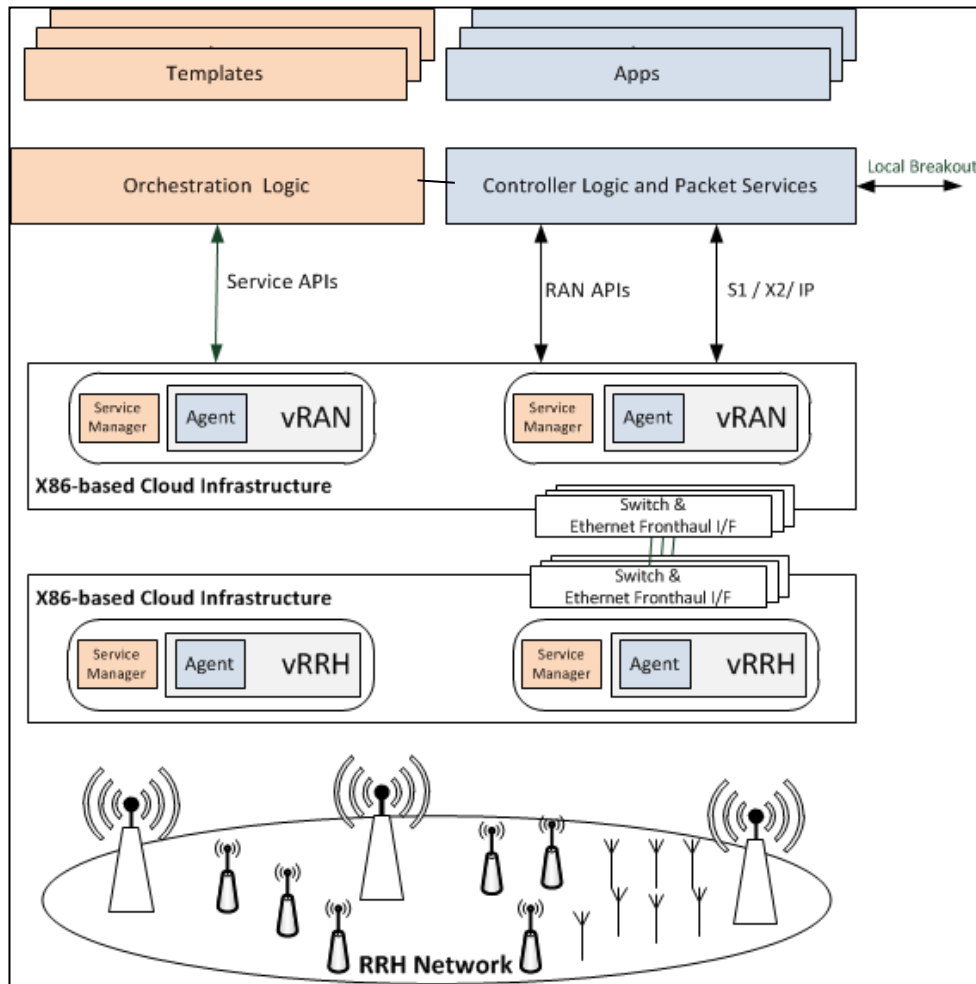 Templates
Apps
Orchestration Logic
Controller Logic and Packet Services
Local Breakout
Service APIs
RAN APIs
S1 / X2/ IP
Service
Manager
Agent
vRAN
Service
Manager
Agent
vRAN
X86-based Cloud Infrastructure
Switch &
Ethernet Fronthaul I/F
Switch &
Ethernet Fronthaul I/F
X86-based Cloud Infrastructure
Service
Manager
Agent
vRRH
Service
Manager
Agent
vRRH
RRH Network